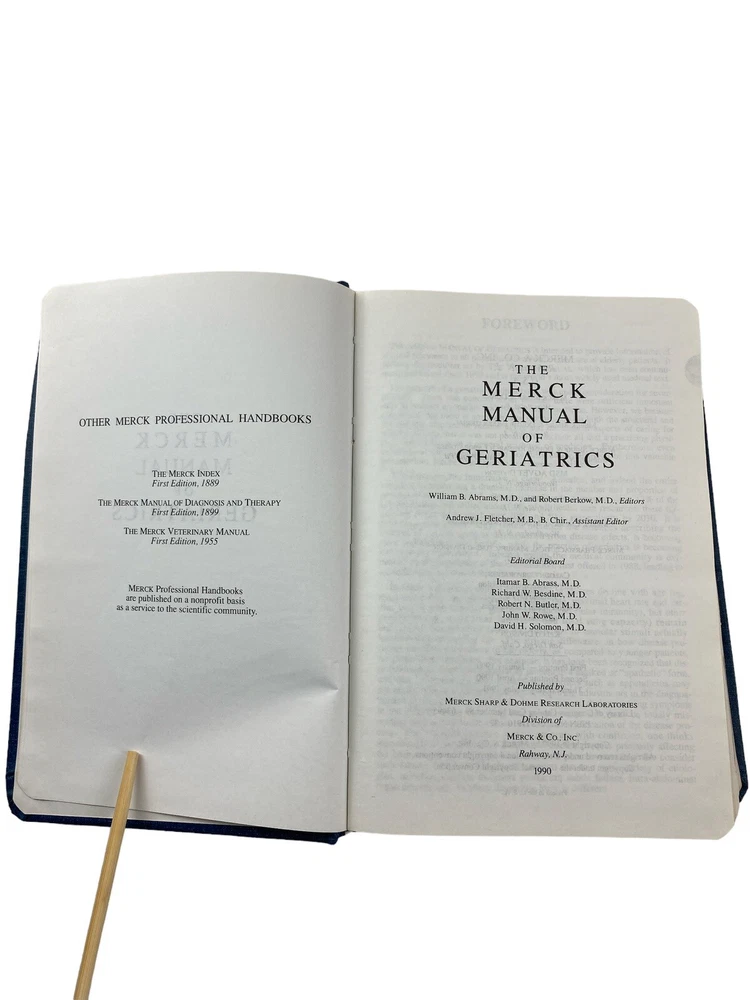 OTHER MERCK PROFESSIONAL HANDBOOKS
THE MERCK INDEX
First Edition, 1889
THE MERCK MANUAL OF DIAGNOSIS AND THERAPY
First Edition, 1899
THE MERCK VETERINARY MANUAL
First Edition, 1955
MERCK Professional Handbooks
are published on a nonprofit basis
as a service to the scientific community.
THE
MERCK
MANUAL
OF
GERIATRICS
William B. Abrams, M.D., and Robert Berkow, M.D., Editors
Andrew J. Fletcher, M.B., B. Chir., Assistant Editor
Editorial Board
Itamar B. Abrass, M.D.
Richard W. Besdine, M.D.
Robert N. Butler, M.D.
John W. Rowe, M.D.
David H. Solomon, M.D.
Published by
MERCK SHARP & DOHME RESEARCH LABORATORIES
Division of
MERCK & CO., INC.
Rahway, N.J.
1990